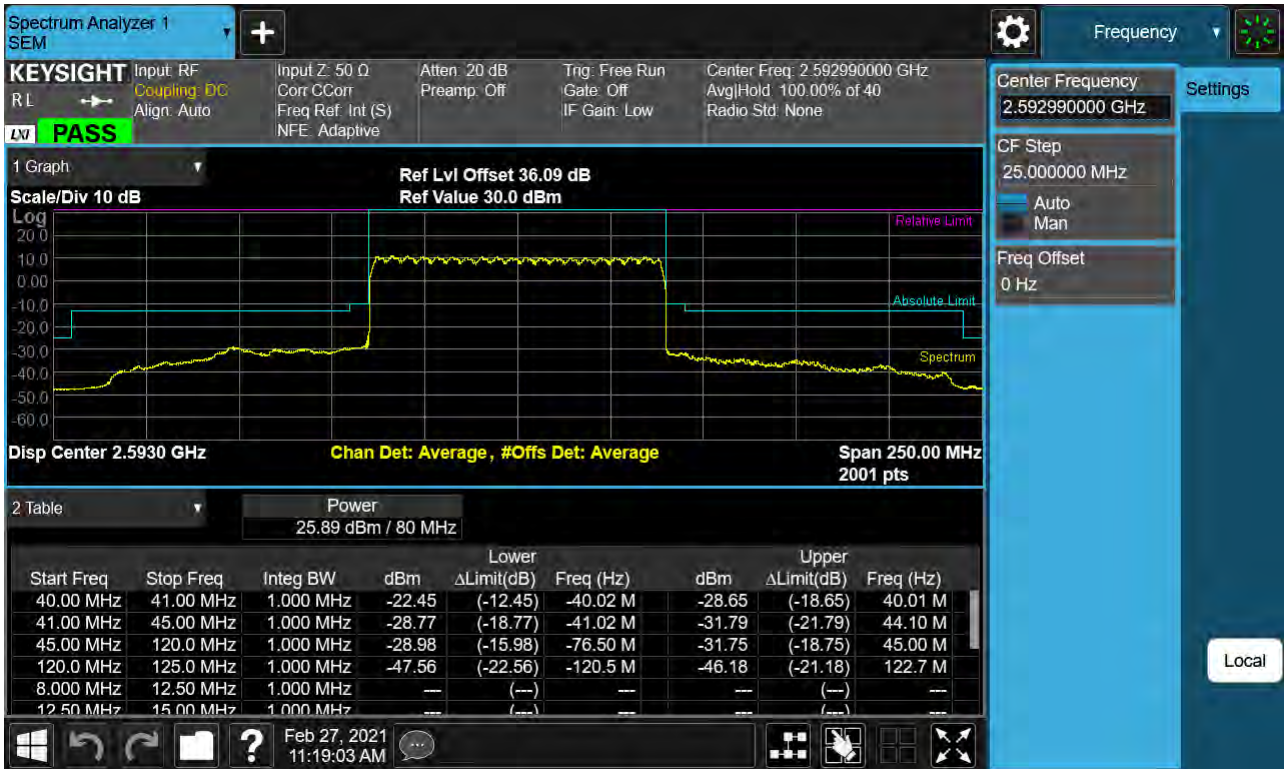 Spectrum Analyzer 1
SEM
Frequency
KEYSIGHT
R L
LXI
PASS
Input: RF
Coupling: DC
Align: Auto
Input Z: 50 Ω
Corr CCorr
Freq Ref: Int (S)
NFE: Adaptive
Atten: 20 dB
Preamp: Off
Trig: Free Run
Gate: Off
IF Gain: Low
Center Freq: 2.592990000 GHz
Avg|Hold: 100.00% of 40
Radio Std: None
Center Frequency
2.592990000 GHz
Settings
CF Step
25.000000 MHz
Auto
Man
Freq Offset
0 Hz
Local
1 Graph
Ref Lvl Offset 36.09 dB
Scale/Div 10 dB
Ref Value 30.0 dBm
Log
Relative Limit
20.0
10.0
0.00
Absolute Limit
-10.0
-20.0
-30.0
Spectrum
-40.0
-50.0
-60.0
Disp Center 2.5930 GHz
Chan Det: Average, #Offs Det: Average
Span 250.00 MHz
2001 pts
2 Table
Power
25.89 dBm / 80 MHz
Lower Upper
Start Freq Stop Freq Integ BW dBm ΔLimit(dB) Freq (Hz) dBm ΔLimit(dB) Freq (Hz)
40.00 MHz 41.00 MHz 1.000 MHz -22.45 (-12.45) -40.02 M -28.65 (-18.65) 40.01 M
41.00 MHz 45.00 MHz 1.000 MHz -28.77 (-18.77) -41.02 M -31.79 (-21.79) 44.10 M
45.00 MHz 120.0 MHz 1.000 MHz -28.98 (-15.98) -76.50 M -31.75 (-18.75) 45.00 M
120.0 MHz 125.0 MHz 1.000 MHz -47.56 (-22.56) -120.5 M -46.18 (-21.18) 122.7 M
8.000 MHz 12.50 MHz 1.000 MHz --- (---) --- --- (---) ---
12.50 MHz 15.00 MHz 1.000 MHz --- (---) --- --- (---) ---
Feb 27, 2021
11:19:03 AM